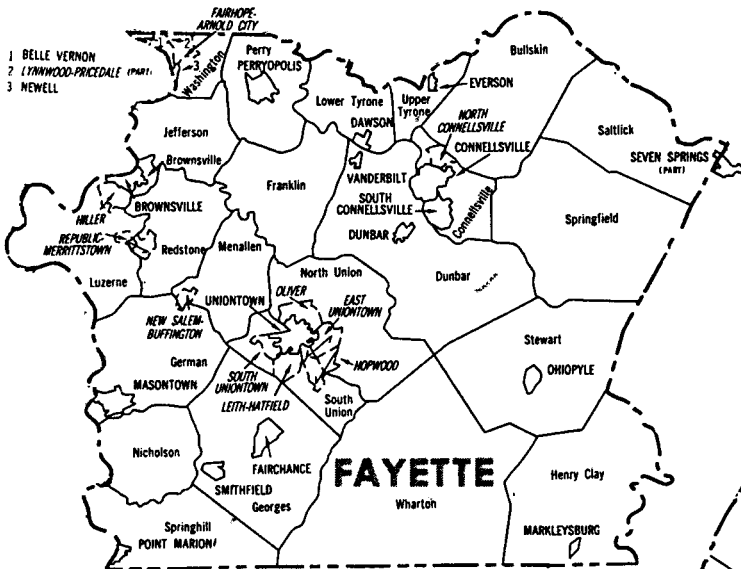 FAIRHOPE-
ARNOLD CITY
1 BELLE VERNON
2 LYNNWOOD-PRICEDALE (PART)
3 NEWELL
Washington
Perry
PERRYOPOLIS
Bullskin
Lower Tyrone
Upper
Tyrone
EVERSON
DAWSON
NORTH
CONNELLSVILLE
CONNELLSVILLE
Saltlick
SEVEN SPRINGS
(PART)
Jefferson
Brownsville
Franklin
VANDERBILT
SOUTH
CONNELLSVILLE
Connellsville
Springfield
HILLER
BROWNSVILLE
REPUBLIC-
MERRITTSTOWN
Redstone
Menallen
DUNBAR
Dunbar
North Union
Luzerne
OLIVER
EAST
UNIONTOWN
UNIONTOWN
NEW SALEM-
BUFFINGTON
Stewart
OHIOPYLE
German
HOPWOOD
MASONTOWN
SOUTH
UNIONTOWN
LEITH-HATFIELD
South
Union
Nicholson
FAIRCHANCE
FAYETTE
Henry Clay
SMITHFIELD
Georges
Wharton
Springhill
POINT MARION
MARKLEYSBURG